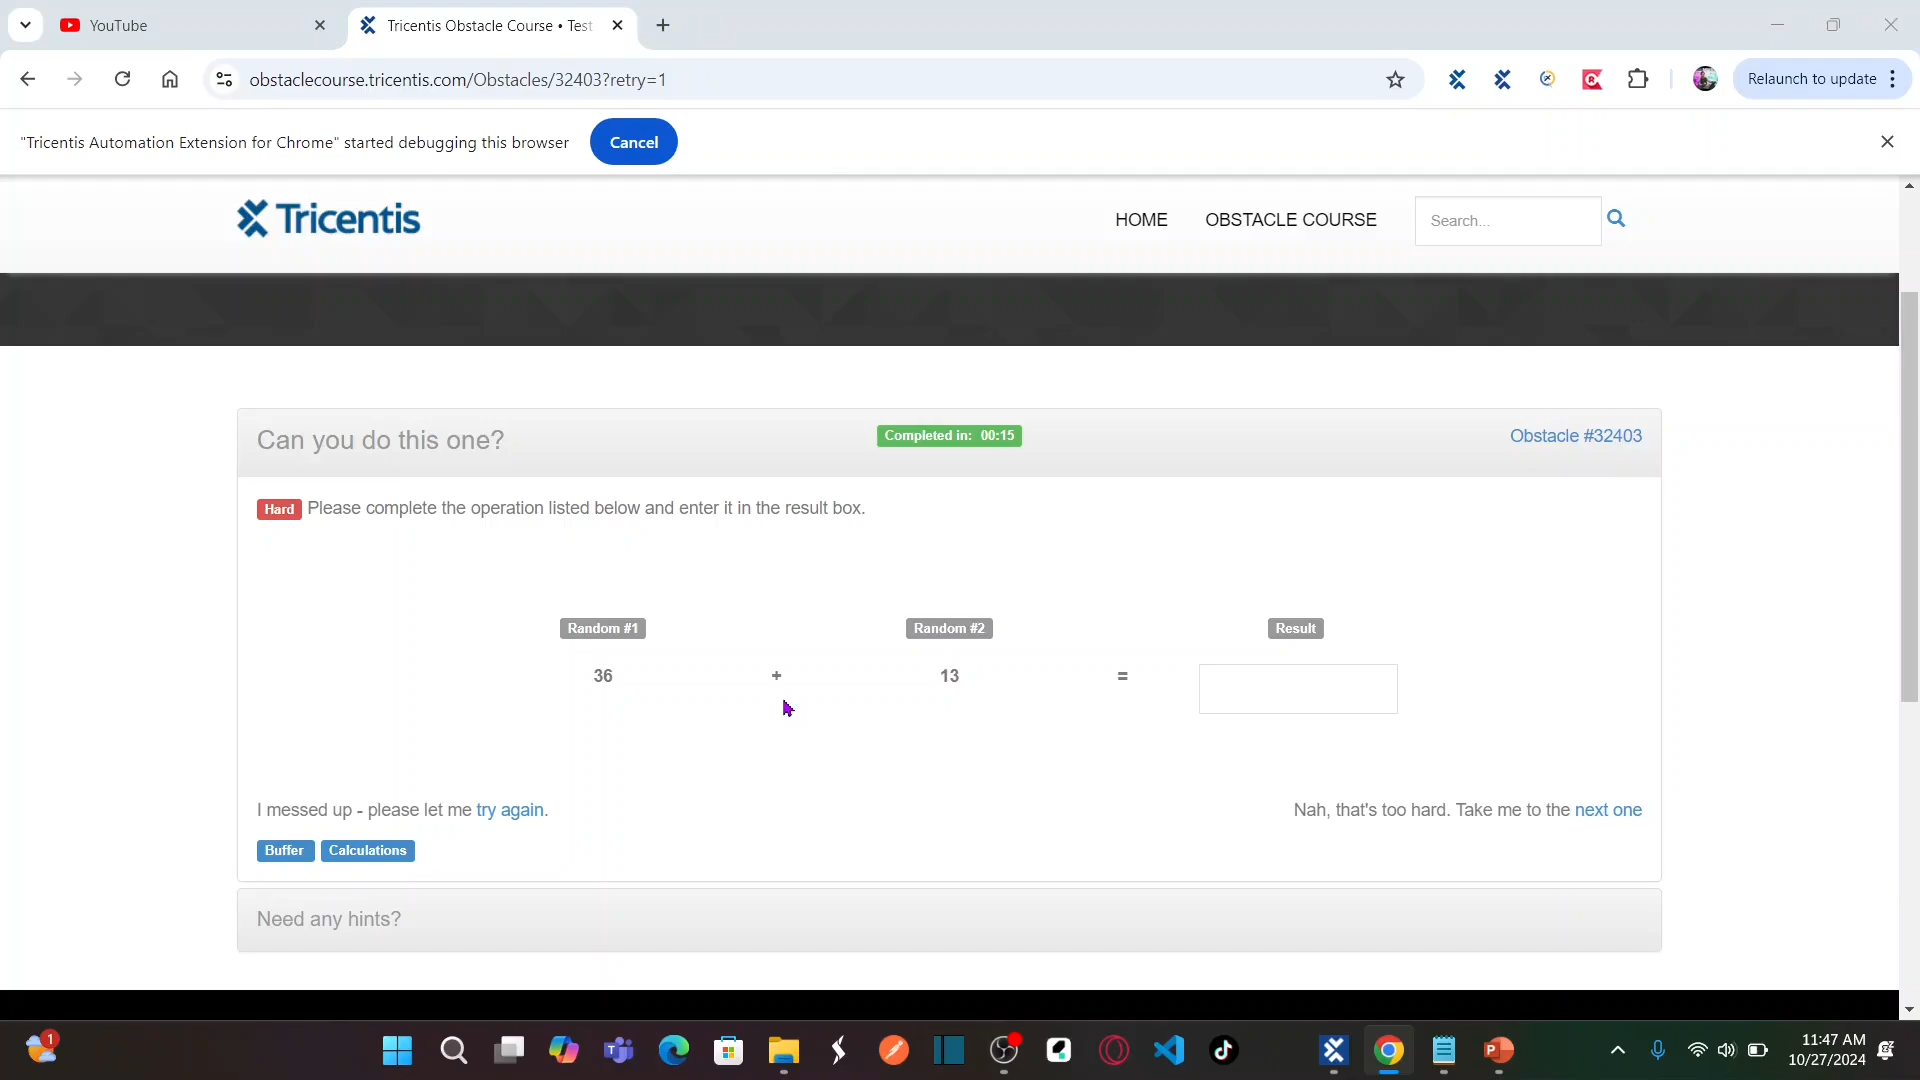 YouTube
Tricentis Obstacle Course • Test
obstaclecourse.tricentis.com/Obstacles/32403?retry=1
Relaunch to update
"Tricentis Automation Extension for Chrome" started debugging this browser
Cancel
Tricentis
HOME
OBSTACLE COURSE
Search...
Can you do this one?
Completed in: 00:15
Obstacle #32403
Hard
Please complete the operation listed below and enter it in the result box.
Random #1
Random #2
Result
36 + 13 =
I messed up - please let me try again.
Nah, that's too hard. Take me to the next one
Buffer
Calculations
Need any hints?
1
11:47 AM
10/27/2024